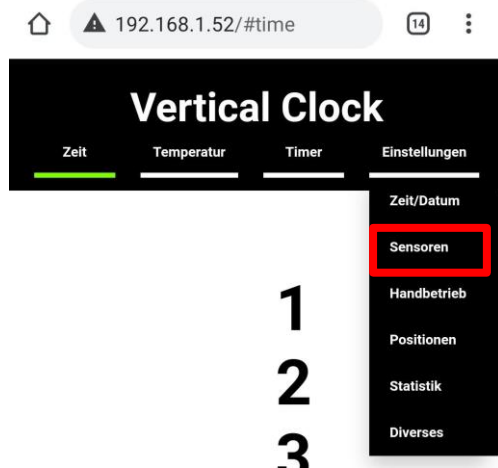 192.168.1.52/#time 14
Vertical Clock
Zeit Temperatur Timer Einstellungen
Zeit/Datum
Sensoren
Handbetrieb
Positionen
Statistik
Diverses
1
2
3